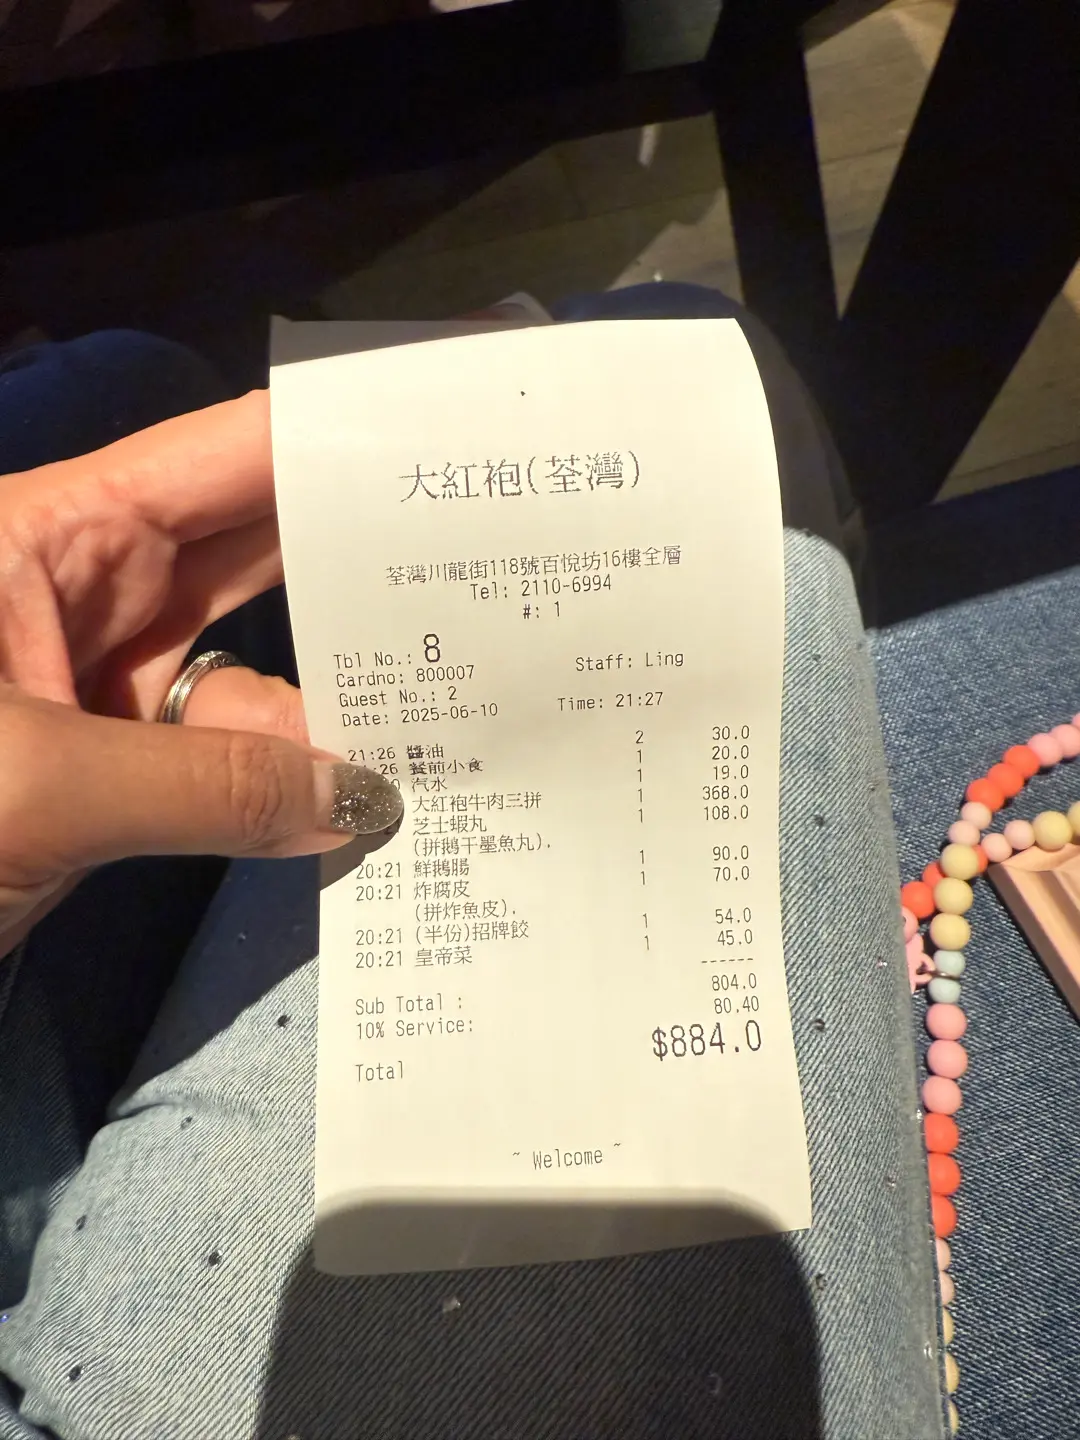 大紅袍(荃灣)
荃灣川龍街118號百悅坊16樓全層
Tel: 2110-6994
#: 1
Tbl No.: 8
Cardno: 800007 Staff: Ling
Guest No.: 2
Date: 2025-06-10 Time: 21:27
21:26 醬油 2 30.0
26 餐前小食 1 20.0
汽水 1 19.0
大紅袍牛肉三拼 1 368.0
芝士蝦丸 1 108.0
(拼鵝干墨魚丸).
20:21 鮮鵝腸 1 90.0
20:21 炸腐皮 1 70.0
(拼炸魚皮).
20:21 (半份)招牌餃 1 54.0
20:21 皇帝菜 1 45.0
------
Sub Total : 804.0
10% Service: 80.40
Total $884.0
~ Welcome ~